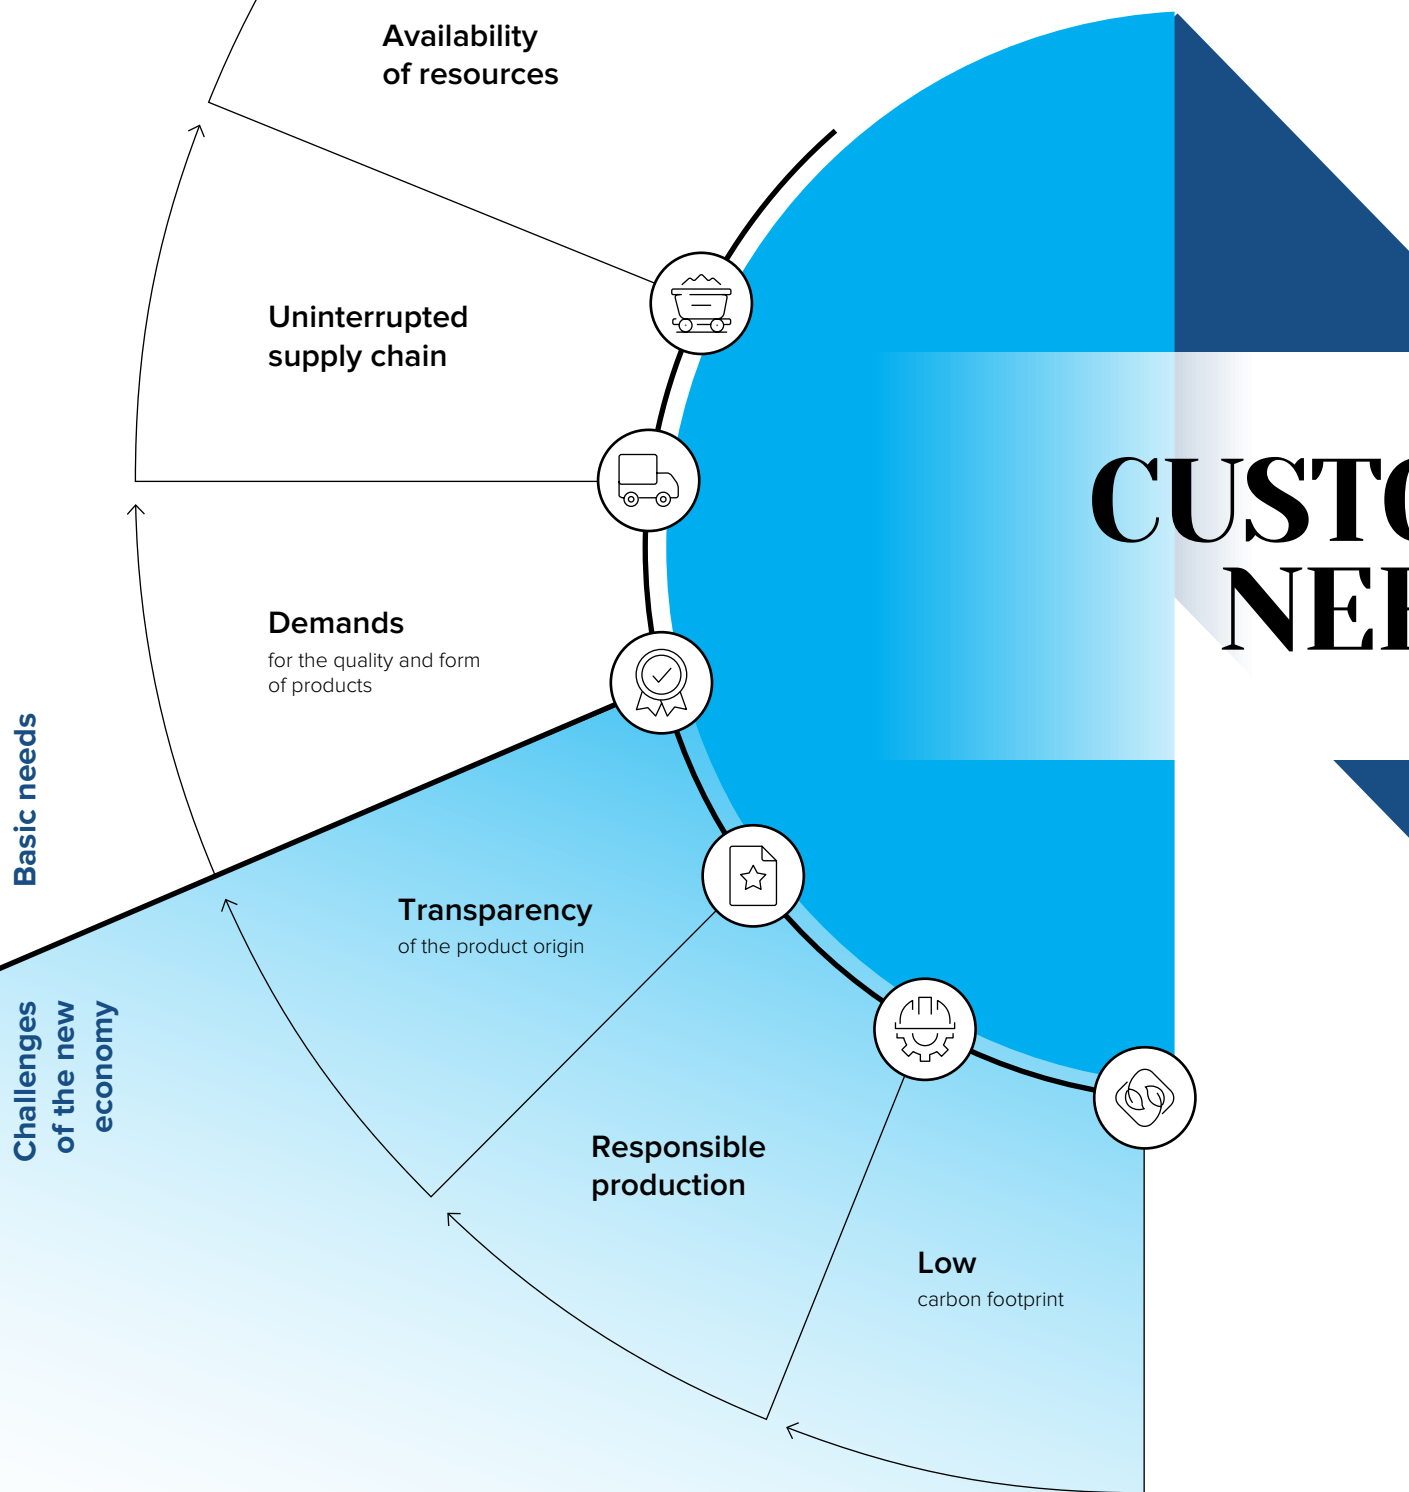 Availability
of resources
Uninterrupted
supply chain
CUSTO
NEE
Demands
for the quality and form
of products
Basic needs
Transparency
of the product origin
Challenges
of the new
economy
Responsible
production
Low
carbon footprint